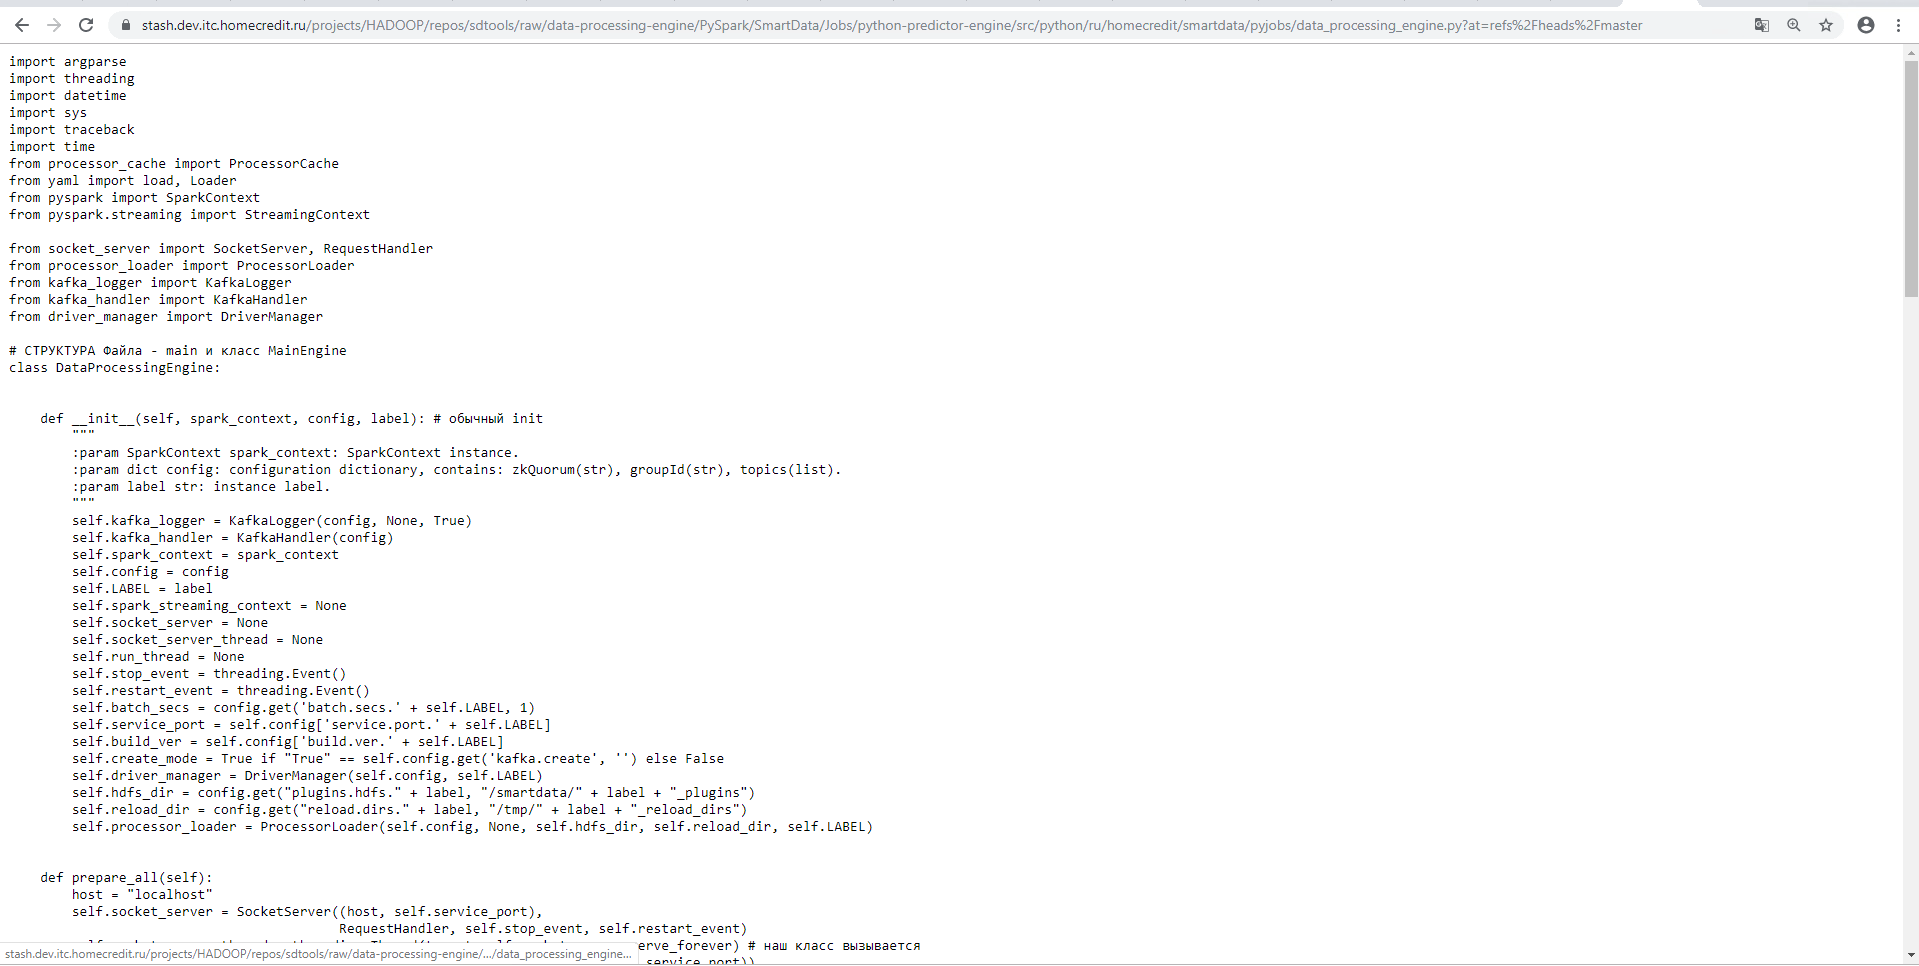 stash.dev.itc.homecredit.ru/projects/HADOOP/repos/sdtools/raw/data-processing-engine/PySpark/SmartData/Jobs/python-predictor-engine/src/python/ru/homecredit/smartdata/pyjobs/data_processing_engine.py?at=refs%2Fheads%2Fmaster
import argparse
import threading
import datetime
import sys
import traceback
import time
from processor_cache import ProcessorCache
from yaml import load, Loader
from pyspark import SparkContext
from pyspark.streaming import StreamingContext
from socket_server import SocketServer, RequestHandler
from processor_loader import ProcessorLoader
from kafka_logger import KafkaLogger
from kafka_handler import KafkaHandler
from driver_manager import DriverManager
# СТРУКТУРА Файла - main и класс MainEngine
class DataProcessingEngine:
def __init__(self, spark_context, config, label): # обычный init
"""
:param SparkContext spark_context: SparkContext instance.
:param dict config: configuration dictionary, contains: zkQuorum(str), groupId(str), topics(list).
:param label str: instance label.
"""
self.kafka_logger = KafkaLogger(config, None, True)
self.kafka_handler = KafkaHandler(config)
self.spark_context = spark_context
self.config = config
self.LABEL = label
self.spark_streaming_context = None
self.socket_server = None
self.socket_server_thread = None
self.run_thread = None
self.stop_event = threading.Event()
self.restart_event = threading.Event()
self.batch_secs = config.get('batch.secs.' + self.LABEL, 1)
self.service_port = self.config['service.port.' + self.LABEL]
self.build_ver = self.config['build.ver.' + self.LABEL]
self.create_mode = True if "True" == self.config.get('kafka.create', '') else False
self.driver_manager = DriverManager(self.config, self.LABEL)
self.hdfs_dir = config.get("plugins.hdfs." + label, "/smartdata/" + label + "_plugins")
self.reload_dir = config.get("reload.dirs." + label, "/tmp/" + label + "_reload_dirs")
self.processor_loader = ProcessorLoader(self.config, None, self.hdfs_dir, self.reload_dir, self.LABEL)
def prepare_all(self):
host = "localhost"
self.socket_server = SocketServer((host, self.service_port),
RequestHandler, self.stop_event, self.restart_event)
erve_forever) # наш класс вызывается
stash.dev.itc.homecredit.ru/projects/HADOOP/repos/sdtools/raw/data-processing-engine/.../data_processing_engine...
service_port))